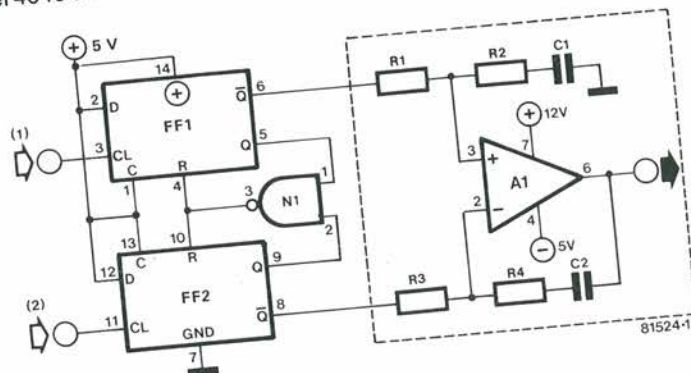 + 5 V
14
+
2 D
FF1
Q̅ 6
Q 5
(1)
3 CL
C R
1 4
3 N1 1
2
R1 R2 C1
+ 12V
3 + 7
A1 6
2 −
4
− 5V
13 10
C R
12 D
FF2
Q 9
Q̅ 8
(2)
11 CL
GND
7
R3 R4 C2
81524-1